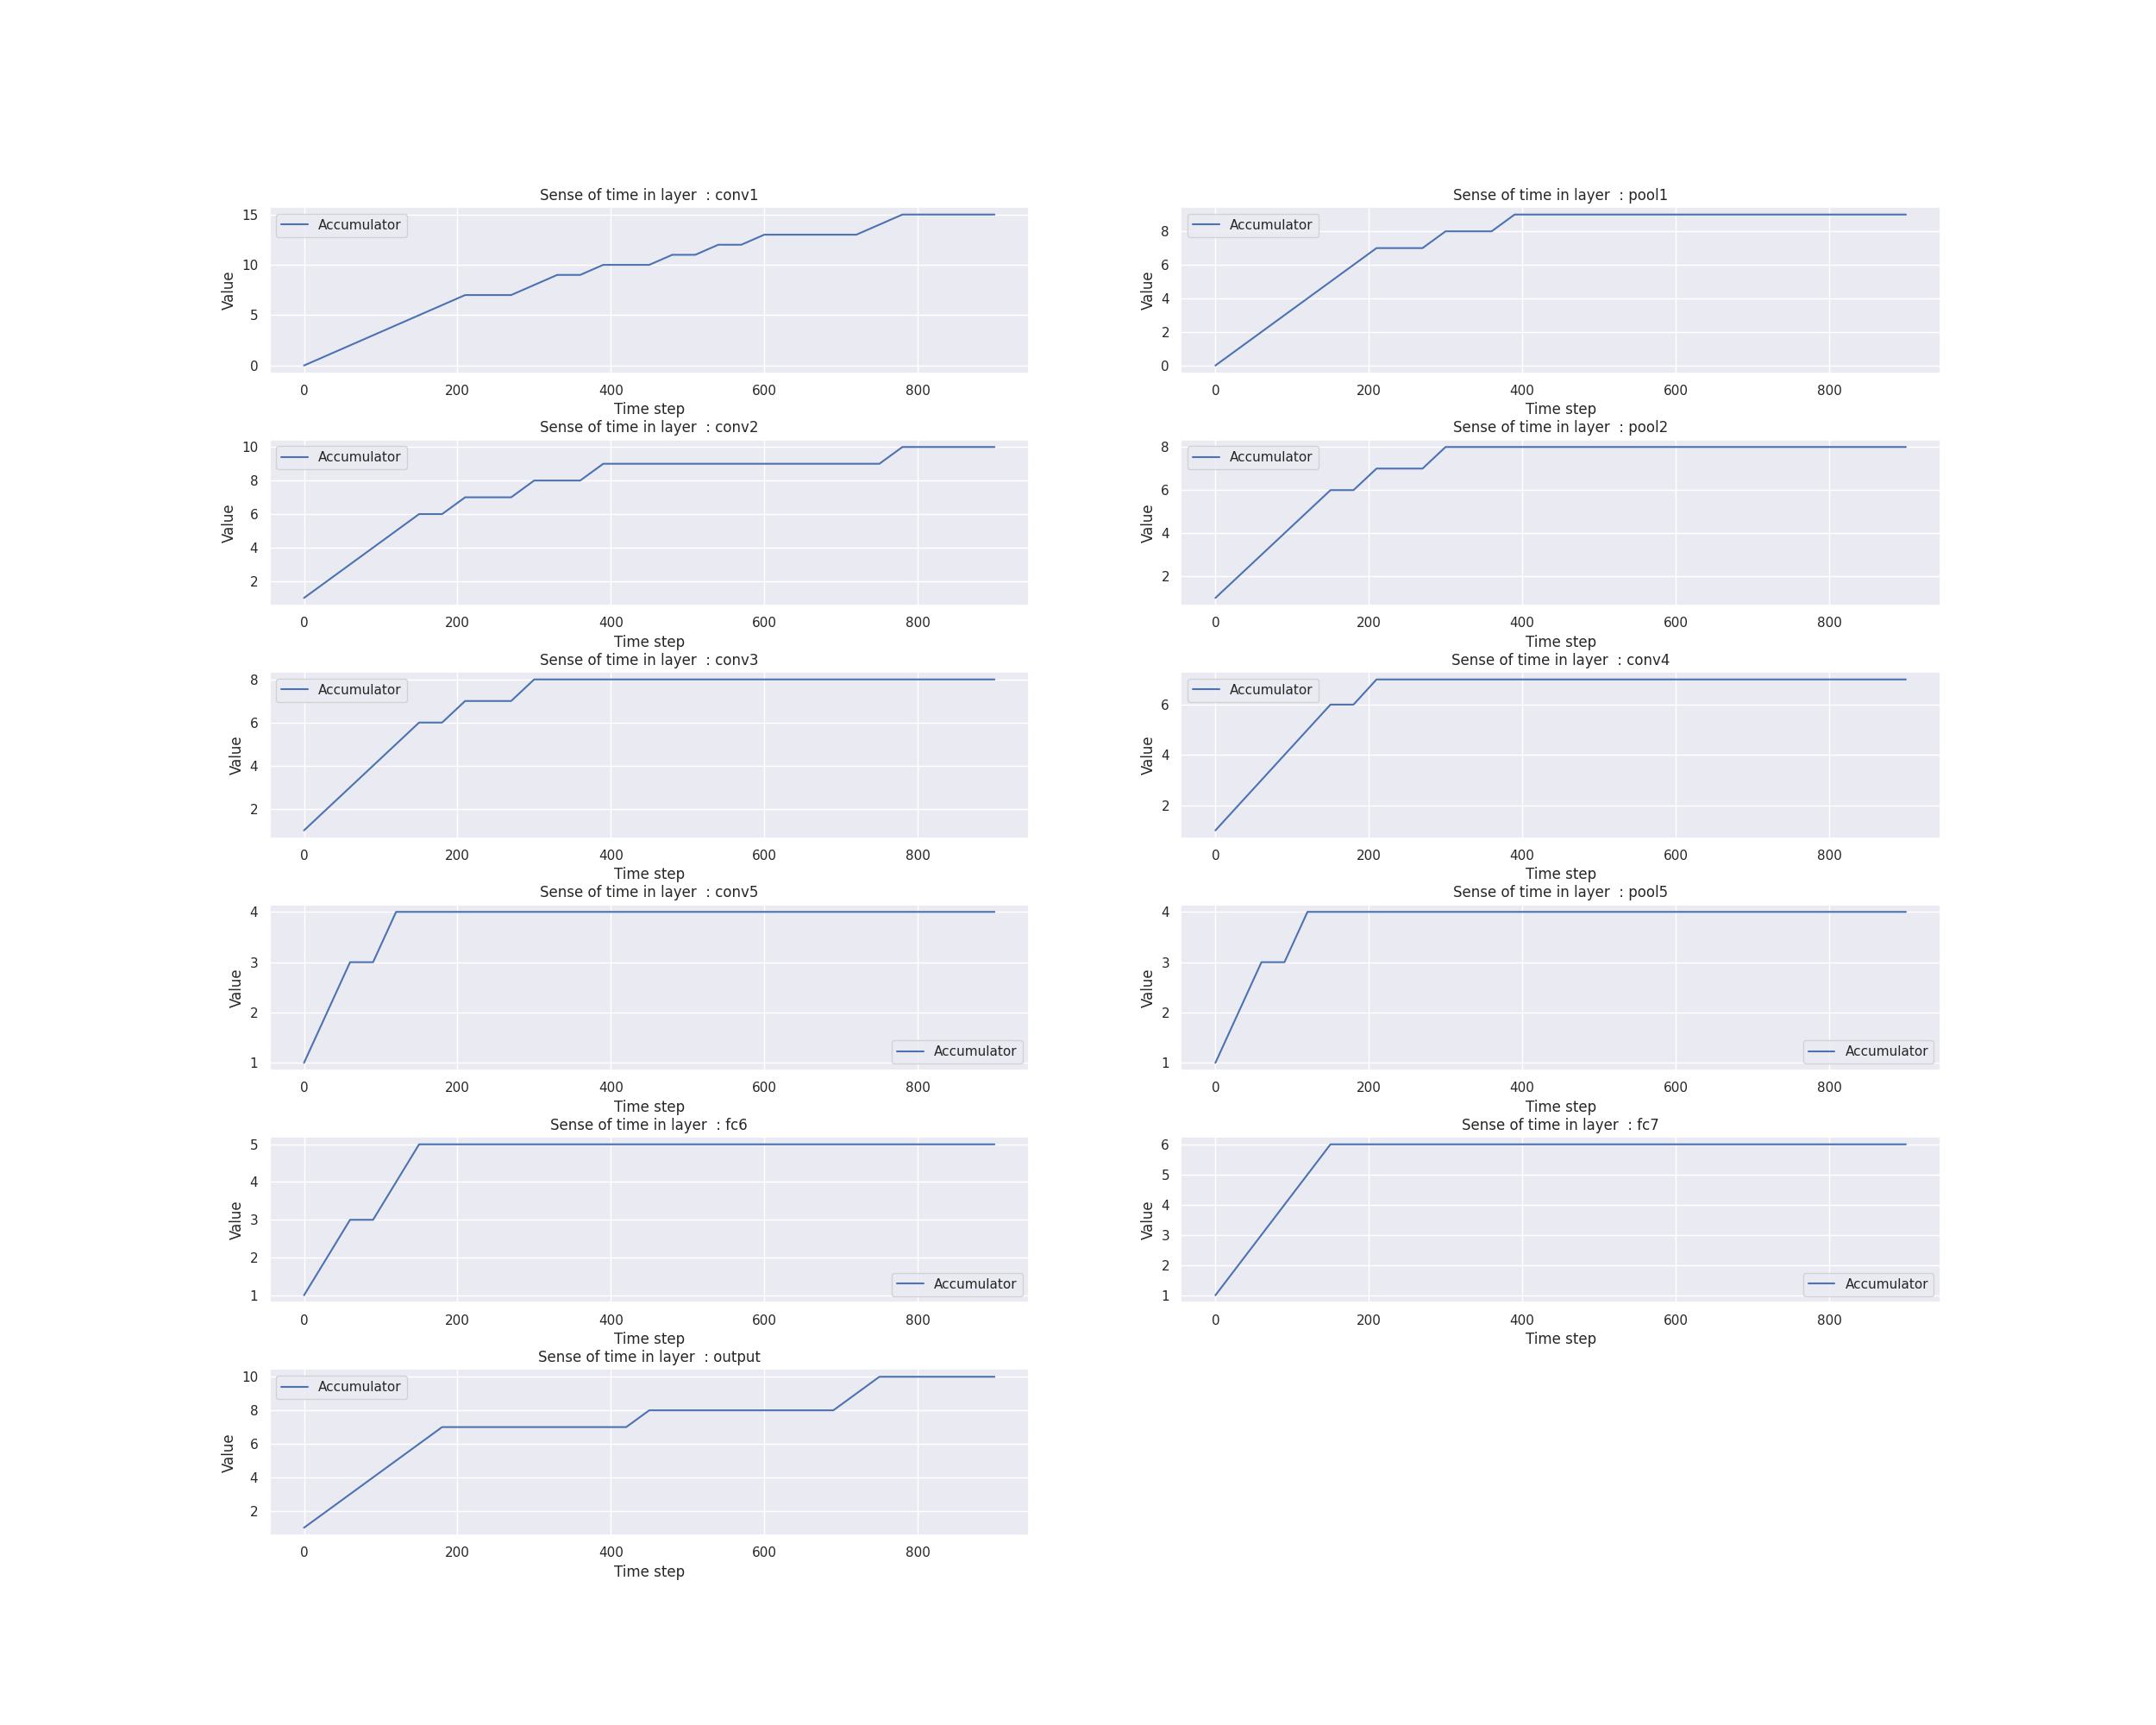 Sense of time in layer  : conv1
Accumulator
Value
15
10
5
0
0 200 400 600 800
Time step
Sense of time in layer  : pool1
Accumulator
Value
8
6
4
2
0
0 200 400 600 800
Time step
Sense of time in layer  : conv2
Accumulator
Value
10
8
6
4
2
0 200 400 600 800
Time step
Sense of time in layer  : pool2
Accumulator
Value
8
6
4
2
0 200 400 600 800
Time step
Sense of time in layer  : conv3
Accumulator
Value
8
6
4
2
0 200 400 600 800
Time step
Sense of time in layer  : conv4
Accumulator
Value
6
4
2
0 200 400 600 800
Time step
Sense of time in layer  : conv5
Value
4
3
2
1
Accumulator
0 200 400 600 800
Time step
Sense of time in layer  : pool5
Value
4
3
2
1
Accumulator
0 200 400 600 800
Time step
Sense of time in layer  : fc6
Value
5
4
3
2
1
Accumulator
0 200 400 600 800
Time step
Sense of time in layer  : fc7
Value
6
5
4
3
2
1
Accumulator
0 200 400 600 800
Time step
Sense of time in layer  : output
Accumulator
Value
10
8
6
4
2
0 200 400 600 800
Time step